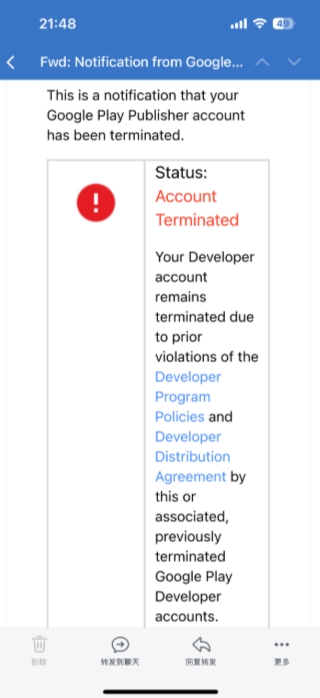 21:48
49
Fwd: Notification from Google...
This is a notification that your
Google Play Publisher account
has been terminated.
Status:
Account
Terminated
Your Developer
account
remains
terminated due
to prior
violations of the
Developer
Program
Policies and
Developer
Distribution
Agreement by
this or
associated,
previously
terminated
Google Play
Developer
accounts.
删除
转发到聊天
回复转发
更多